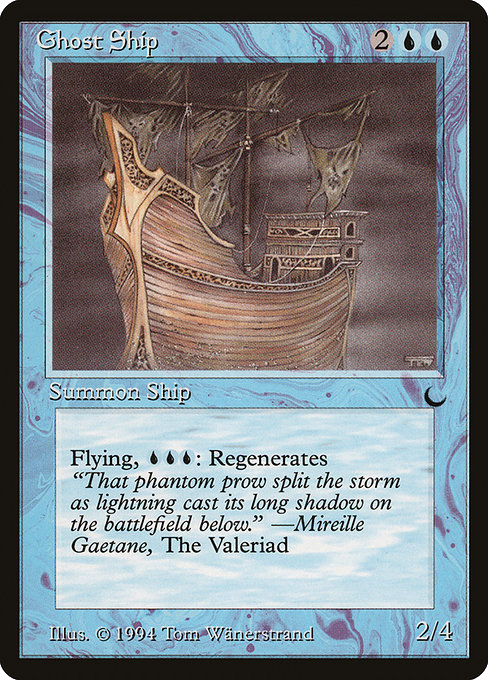 Ghost Ship 2
Summon Ship
Flying, : Regenerates
"That phantom prow split the storm
as lightning cast its long shadow on
the battlefield below." —Mireille
Gaetane, The Valeriad
Illus. © 1994 Tom Wänerstrand 2/4